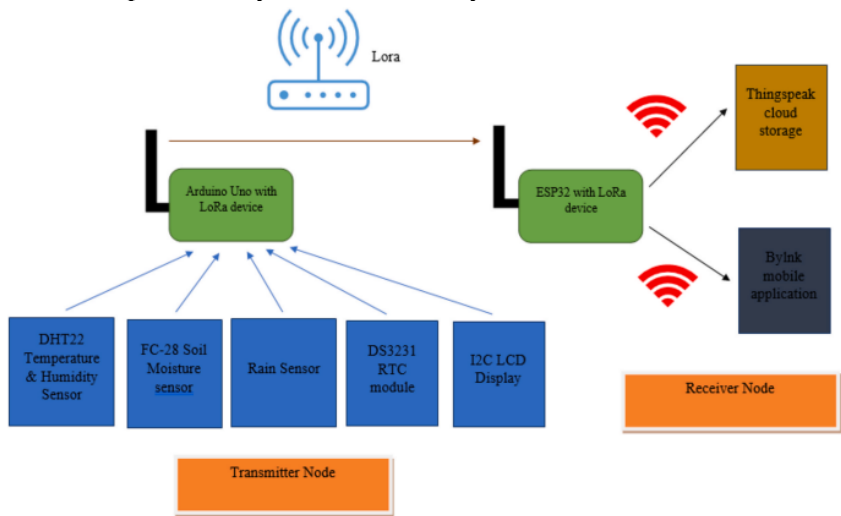 Lora
Thingspeak
cloud
storage
Arduino Uno with
LoRa device
ESP32 with LoRa
device
Bylnk
mobile
application
DHT22
Temperature
& Humidity
Sensor
FC-28 Soil
Moisture
sensor
Rain Sensor
DS3231
RTC
module
I2C LCD
Display
Receiver Node
Transmitter Node